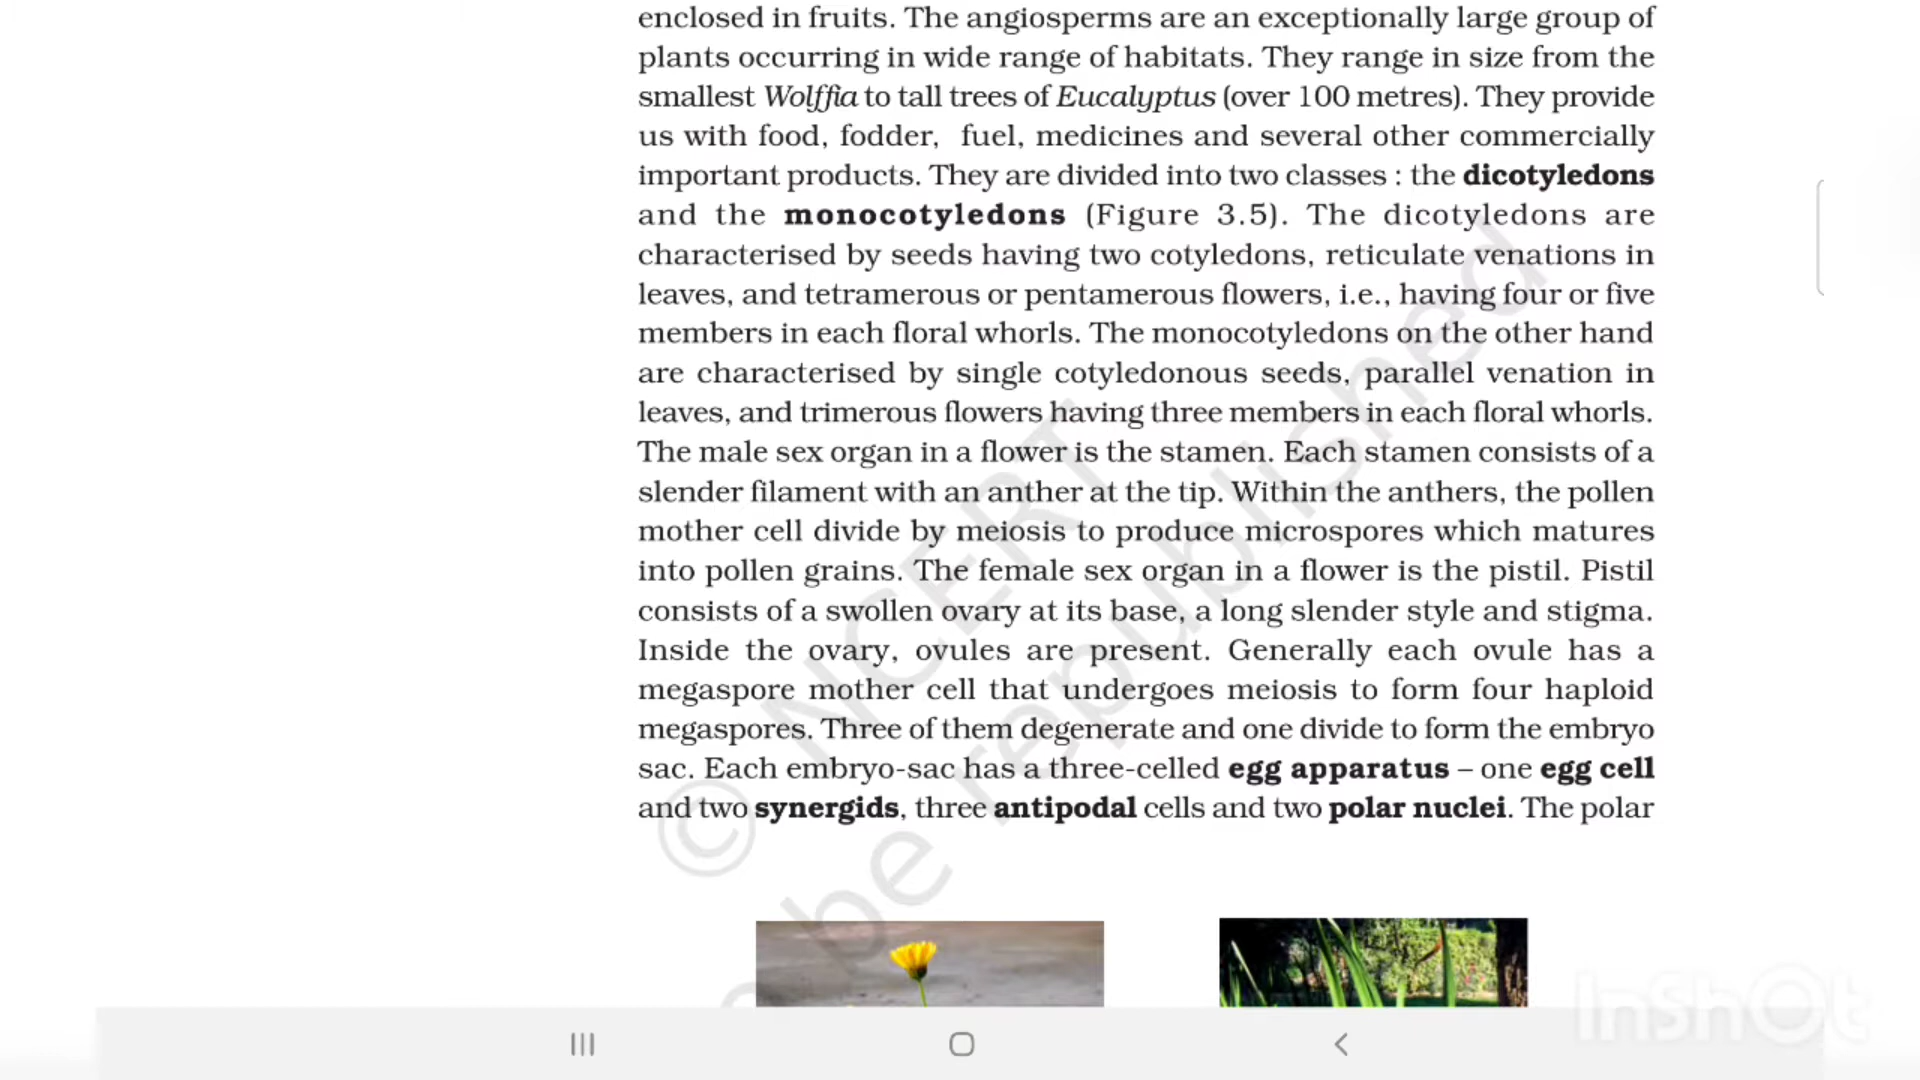 enclosed in fruits. The angiosperms are an exceptionally large group of
plants occurring in wide range of habitats. They range in size from the
smallest Wolffia to tall trees of Eucalyptus (over 100 metres). They provide
us with food, fodder, fuel, medicines and several other commercially
important products. They are divided into two classes : the dicotyledons
and the monocotyledons (Figure 3.5). The dicotyledons are
characterised by seeds having two cotyledons, reticulate venations in
leaves, and tetramerous or pentamerous flowers, i.e., having four or five
members in each floral whorls. The monocotyledons on the other hand
are characterised by single cotyledonous seeds, parallel venation in
leaves, and trimerous flowers having three members in each floral whorls.
The male sex organ in a flower is the stamen. Each stamen consists of a
slender filament with an anther at the tip. Within the anthers, the pollen
mother cell divide by meiosis to produce microspores which matures
into pollen grains. The female sex organ in a flower is the pistil. Pistil
consists of a swollen ovary at its base, a long slender style and stigma.
Inside the ovary, ovules are present. Generally each ovule has a
megaspore mother cell that undergoes meiosis to form four haploid
megaspores. Three of them degenerate and one divide to form the embryo
sac. Each embryo-sac has a three-celled egg apparatus – one egg cell
and two synergids, three antipodal cells and two polar nuclei. The polar
© NCERT
be republished
InShOt